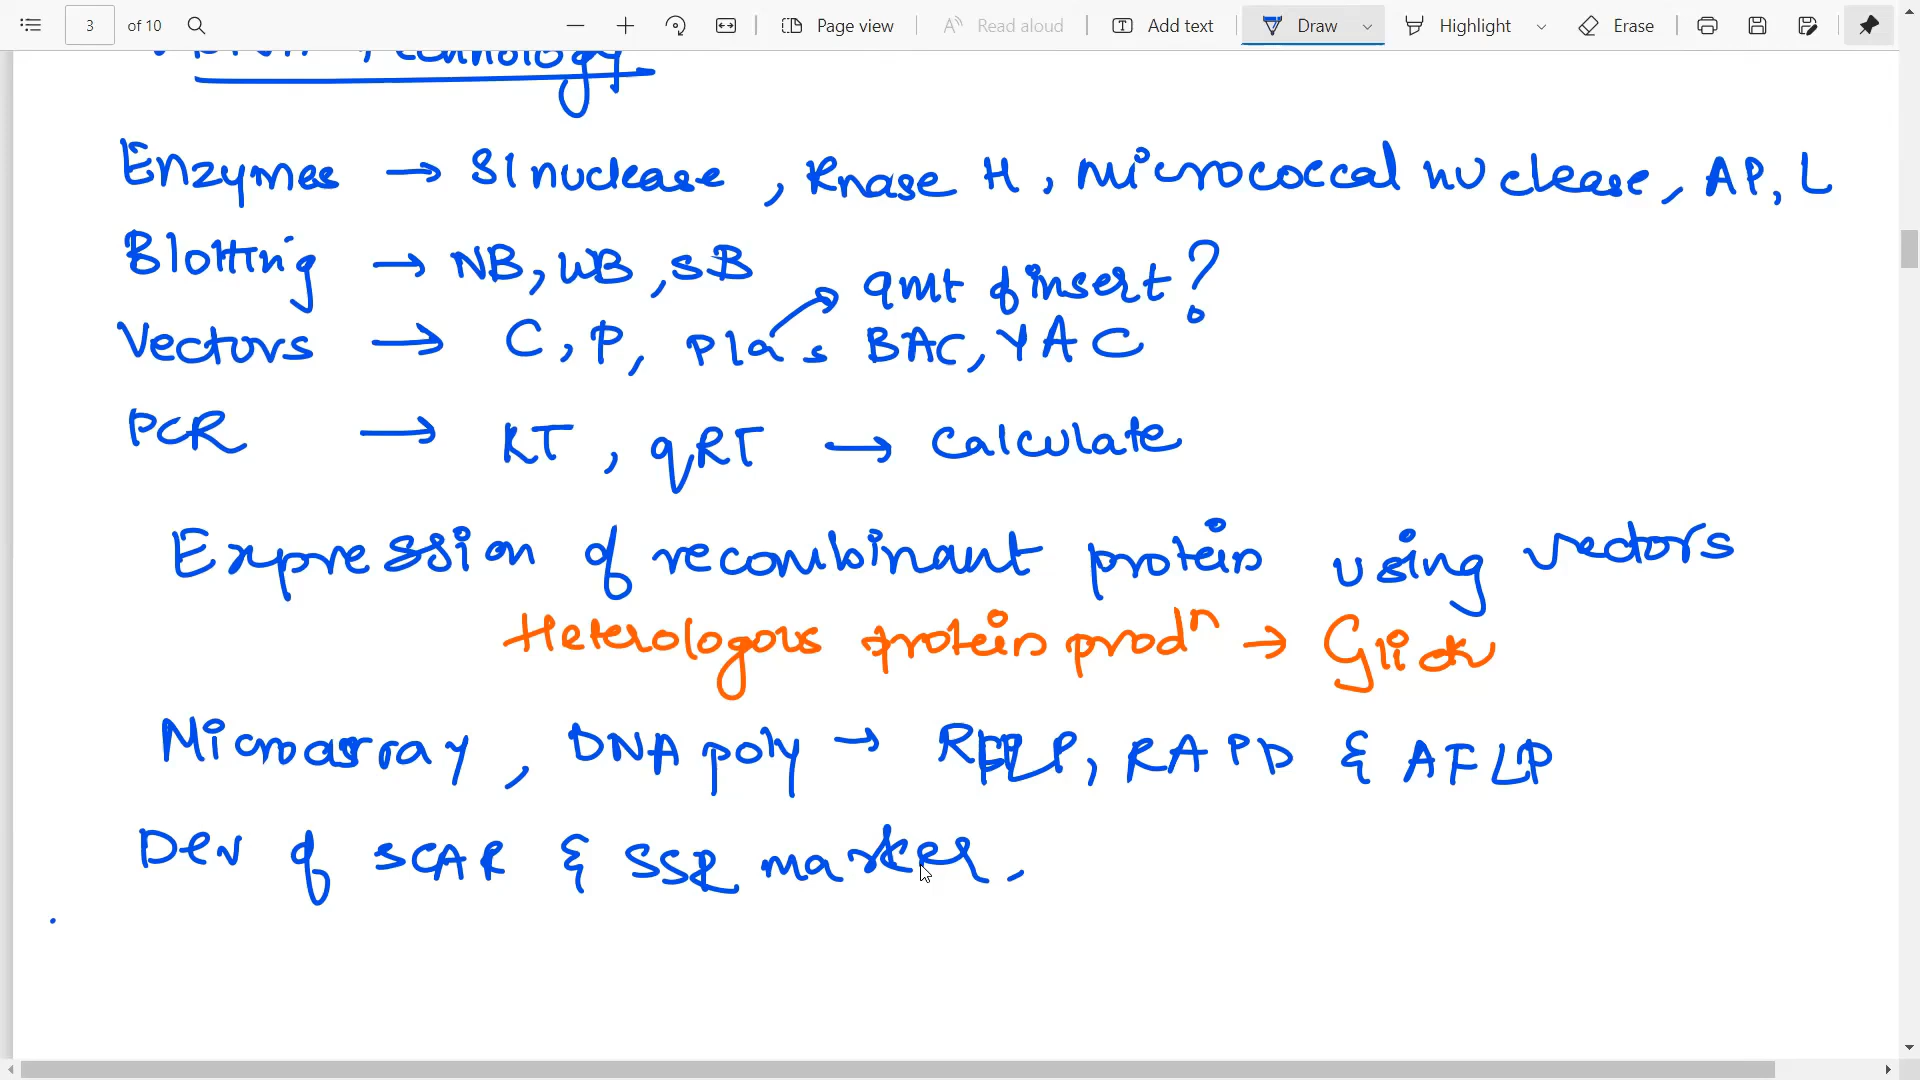 3 of 10 Page view Read aloud Add text Draw Highlight Erase
Technology
Enzymes → S1 nuclease, Rnase H, Micrococcal nuclease, AP, L
Blotting → NB, WB, SB
qmt of insert?
Vectors → C, P, Pla s BAC, YAC
PCR → RT, qRT → Calculate
Expression of recombinant protein using vectors
Heterologous protein prodⁿ → Glick
Microarray, DNA poly → RFLP, RAPD & AFLP
Dev of SCAR & SSR marker.